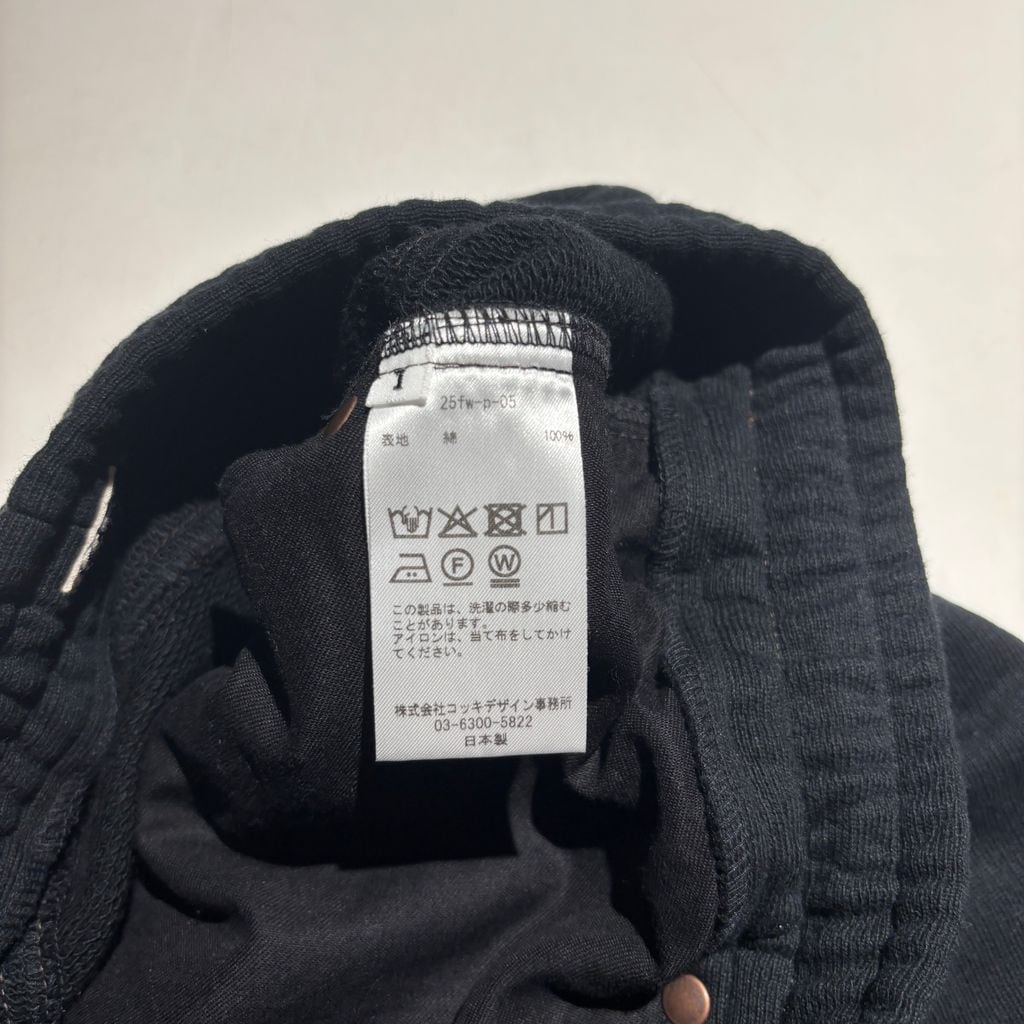 1
25fw-p-05
表地 綿 100%
F W
この製品は、洗濯の際多少縮む
ことがあります。
アイロンは、当て布をしてかけ
てください。
株式会社コッキデザイン事務所
03-6300-5822
日本製